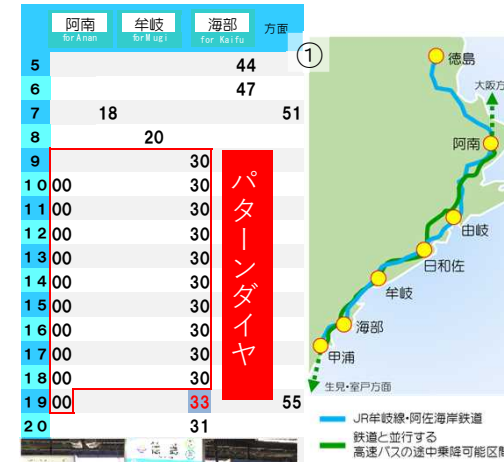 阿南 牟岐 海部 方面
for Anan for Mugi for Kaifu
5 44
6 47
7 18 51
8 20
9 30
10 00 30
11 00 30
12 00 30
13 00 30
14 00 30
15 00 30
16 00 30
17 00 30
18 00 30
19 00 33 55
20 31
パターンダイヤ
①
徳島
大阪方
阿南
由岐
日和佐
牟岐
海部
甲浦
生見・室戸方面
JR牟岐線・阿佐海岸鉄道
鉄道と並行する
高速バスの途中乗降可能区間